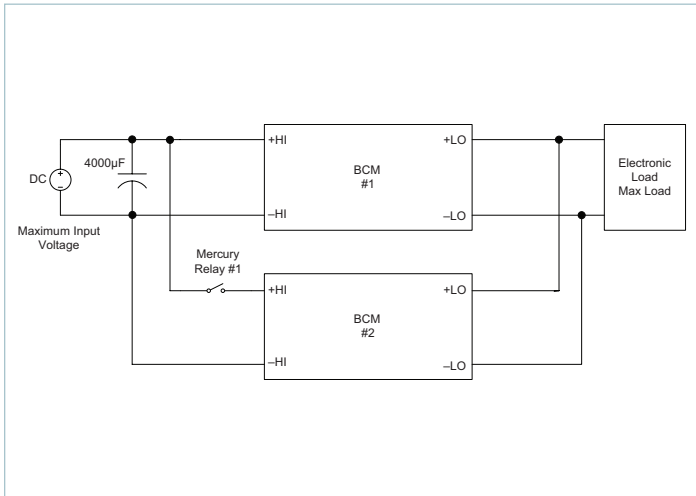 +HI
+LO
4000µF
BCM
#1
DC
Electronic
Load
Max Load
–HI
–LO
Maximum Input
Voltage
Mercury
Relay #1
+HI
+LO
BCM
#2
–HI
–LO